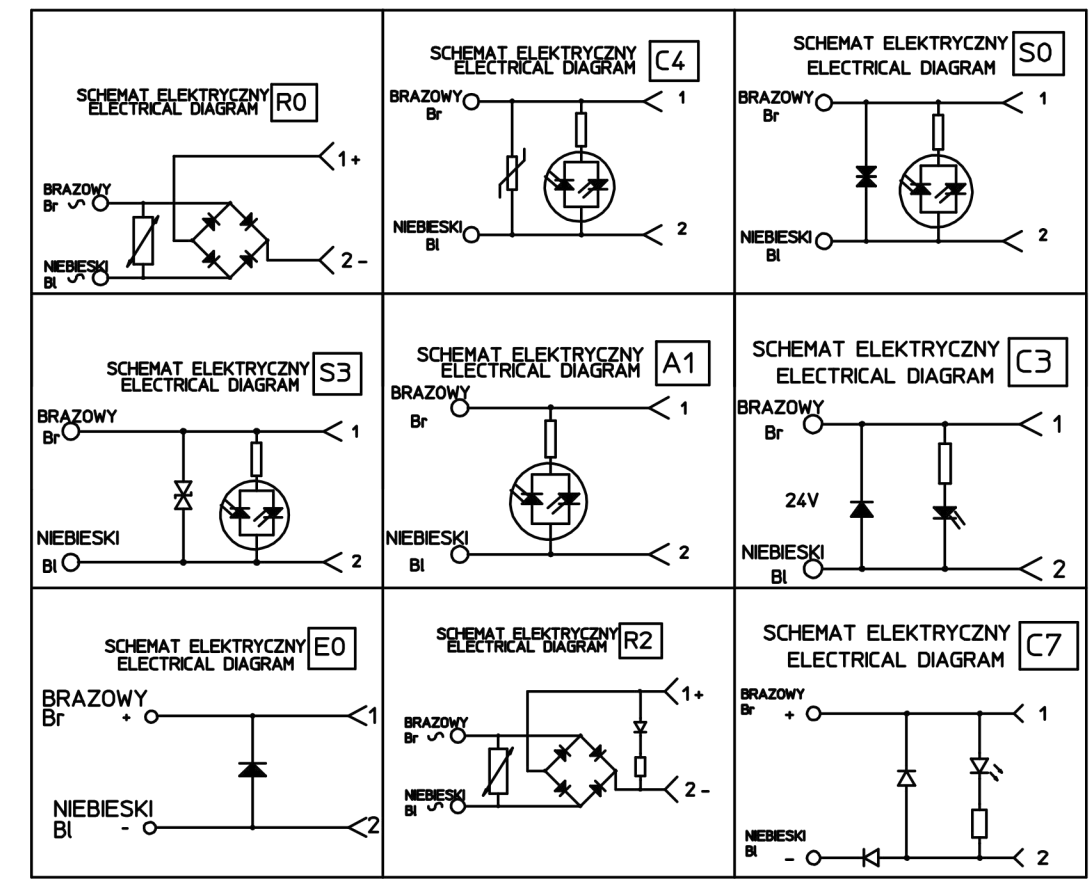 SCHEMAT ELEKTRYCZNY
ELECTRICAL DIAGRAM
R0
1+
BRAZOWY
Br
NIEBIESKI
Bl
2 -
SCHEMAT ELEKTRYCZNY
ELECTRICAL DIAGRAM
C4
BRAZOWY
Br
1
NIEBIESKI
Bl
2
SCHEMAT ELEKTRYCZNY
ELECTRICAL DIAGRAM
S0
BRAZOWY
Br
1
NIEBIESKI
Bl
2
SCHEMAT ELEKTRYCZNY
ELECTRICAL DIAGRAM
S3
BRAZOWY
Br
1
NIEBIESKI
Bl
2
SCHEMAT ELEKTRYCZNY
ELECTRICAL DIAGRAM
A1
BRAZOWY
Br
1
NIEBIESKI
Bl
2
SCHEMAT ELEKTRYCZNY
ELECTRICAL DIAGRAM
C3
BRAZOWY
Br
1
24V
NIEBIESKI
Bl
2
SCHEMAT ELEKTRYCZNY
ELECTRICAL DIAGRAM
E0
BRAZOWY
Br +
1
NIEBIESKI
Bl -
2
SCHEMAT ELEKTRYCZNY
ELECTRICAL DIAGRAM
R2
1+
BRAZOWY
Br
NIEBIESKI
Bl
2 -
SCHEMAT ELEKTRYCZNY
ELECTRICAL DIAGRAM
C7
BRAZOWY
Br +
1
NIEBIESKI
Bl -
2